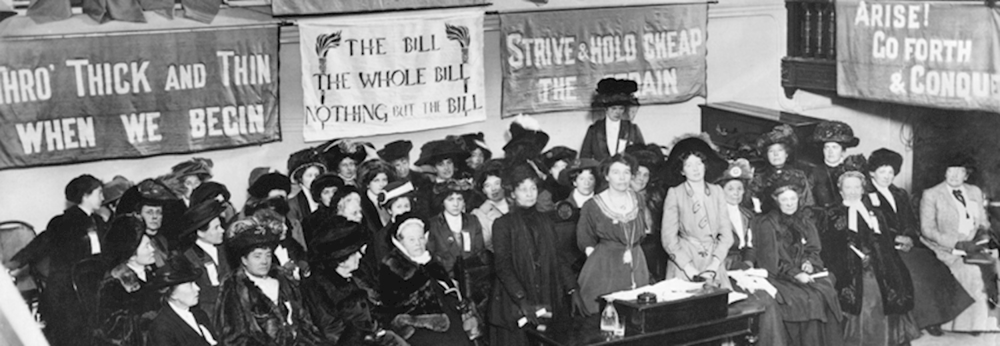 THRO' THICK AND THIN
WHEN WE BEGIN
THE BILL
THE WHOLE BILL
NOTHING BUT THE BILL
STRIVE & HOLD CHEAP
THE
ARISE!
GO FORTH
& CONQUE